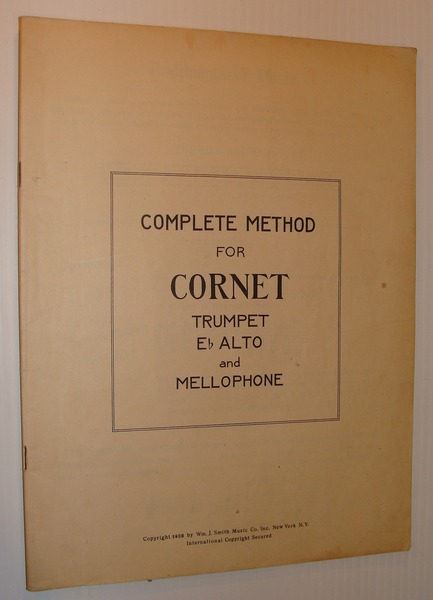 COMPLETE METHOD
FOR
CORNET
TRUMPET
E♭ ALTO
and
MELLOPHONE
Copyright by Wm. J. Smith Music Co., Inc. New York N.Y.
International Copyright Secured